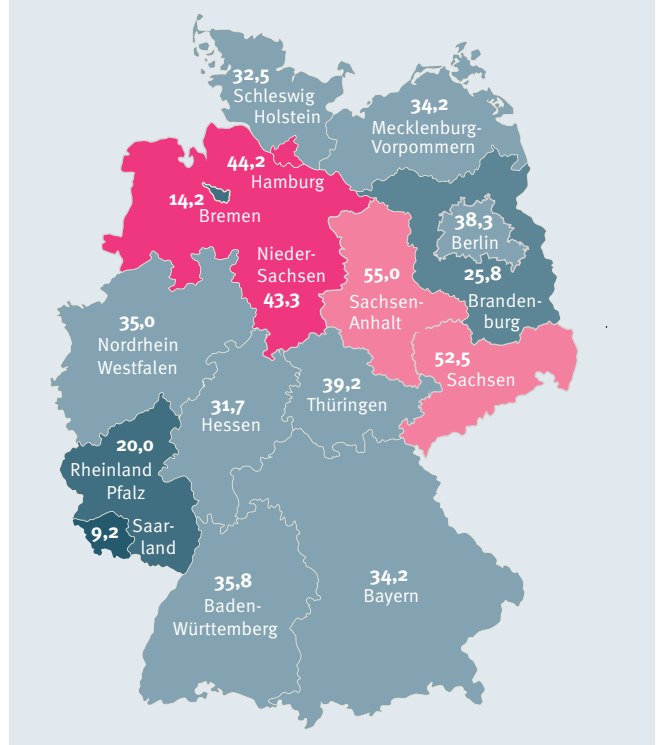 32,5
Schleswig
Holstein
34,2
Mecklenburg-
Vorpommern
44,2
Hamburg
14,2
Bremen
38,3
Berlin
Nieder-
Sachsen
43,3
55,0
Sachsen-
Anhalt
25,8
Branden-
burg
35,0
Nordrhein
Westfalen
52,5
Sachsen
39,2
Thüringen
31,7
Hessen
20,0
Rheinland
Pfalz
9,2
Saar-
land
35,8
Baden-
Württemberg
34,2
Bayern